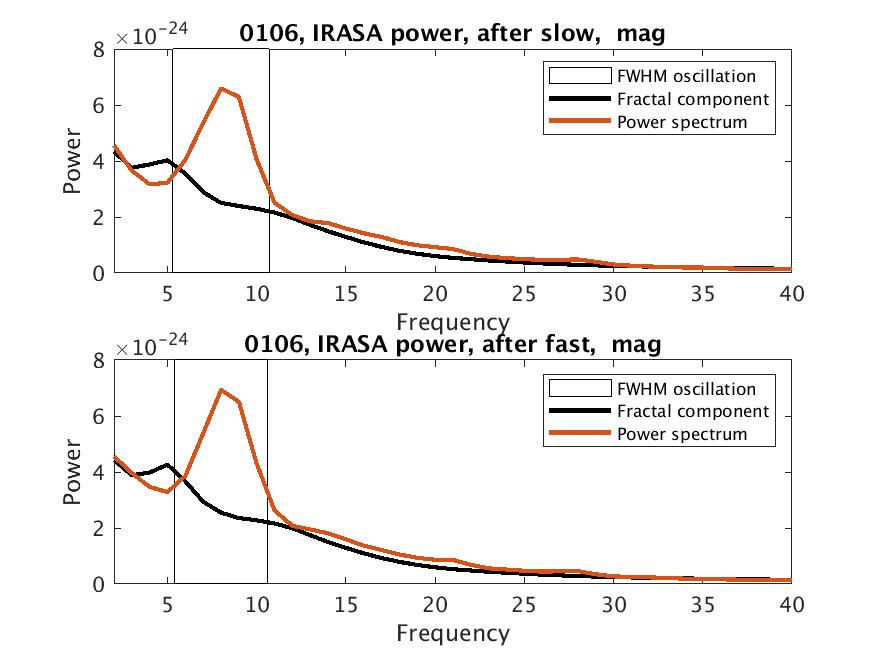 0106, IRASA power, after slow,  mag
×10⁻²⁴
8
6
4
2
0
Power
FWHM oscillation
Fractal component
Power spectrum
5 10 15 20 25 30 35 40
Frequency
0106, IRASA power, after fast,  mag
×10⁻²⁴
8
6
4
2
0
Power
FWHM oscillation
Fractal component
Power spectrum
5 10 15 20 25 30 35 40
Frequency